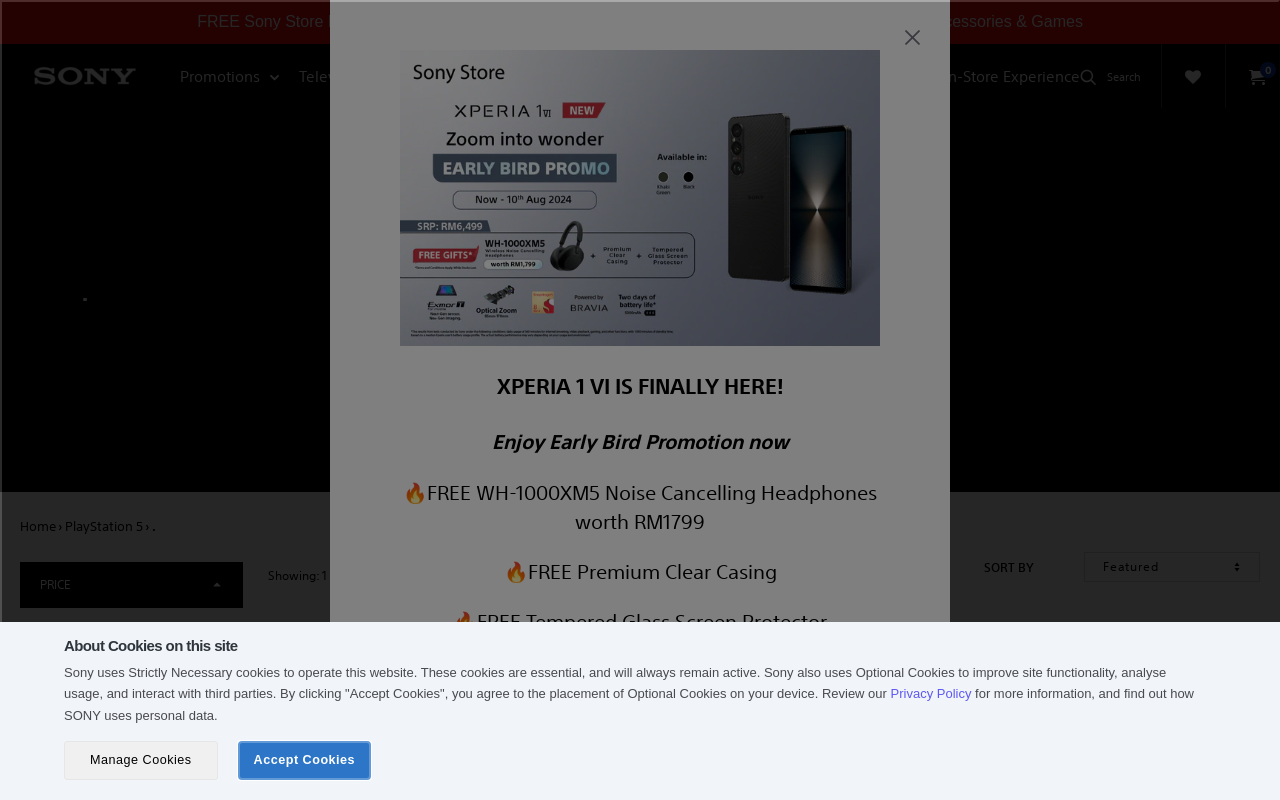 FREE Sony Store
cessories & Games
SONY
Promotions
Telev
n-Store Experience
Search
0
Sony Store
XPERIA 1 VI NEW
Zoom into wonder
EARLY BIRD PROMO
Now - 10th Aug 2024
Available in:
Khaki Green
Black
SRP: RM6,499
FREE GIFTS*
WH-1000XM5
Wireless Noise Cancelling Headphones
worth RM1,799
+ Premium Clear Casing
+ Tempered Glass Screen Protector
Exmor T
Optical Zoom
Powered by BRAVIA
Two days of battery life*
XPERIA 1 VI IS FINALLY HERE!
Enjoy Early Bird Promotion now
🔥FREE WH-1000XM5 Noise Cancelling Headphones
worth RM1799
🔥FREE Premium Clear Casing
🔥FREE Tempered Glass Screen Protector
Home › PlayStation 5 › .
PRICE
Showing: 1
SORT BY
Featured
About Cookies on this site
Sony uses Strictly Necessary cookies to operate this website. These cookies are essential, and will always remain active. Sony also uses Optional Cookies to improve site functionality, analyse
usage, and interact with third parties. By clicking "Accept Cookies", you agree to the placement of Optional Cookies on your device. Review our Privacy Policy for more information, and find out how
SONY uses personal data.
Manage Cookies
Accept Cookies